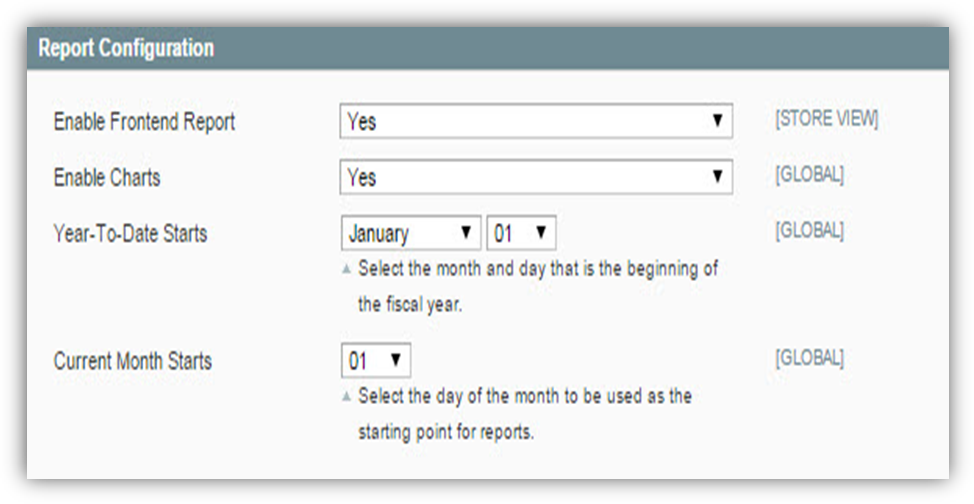 Report Configuration
Enable Frontend Report Yes [STORE VIEW]
Enable Charts Yes [GLOBAL]
Year-To-Date Starts January 01 [GLOBAL]
Select the month and day that is the beginning of
the fiscal year.
Current Month Starts 01 [GLOBAL]
Select the day of the month to be used as the
starting point for reports.